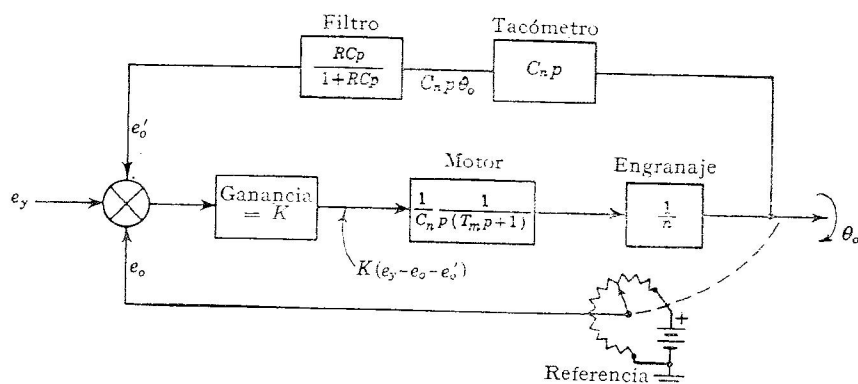 Filtro
Tacómetro
RCp
1+RCp
C_n p θ_o
C_n p
e_o'
Motor
Engranaje
e_y
Ganancia
= K
1 1
C_n p(T_m p+1)
1
n
θ_o
e_o
K(e_y-e_o-e_o')
+
Referencia